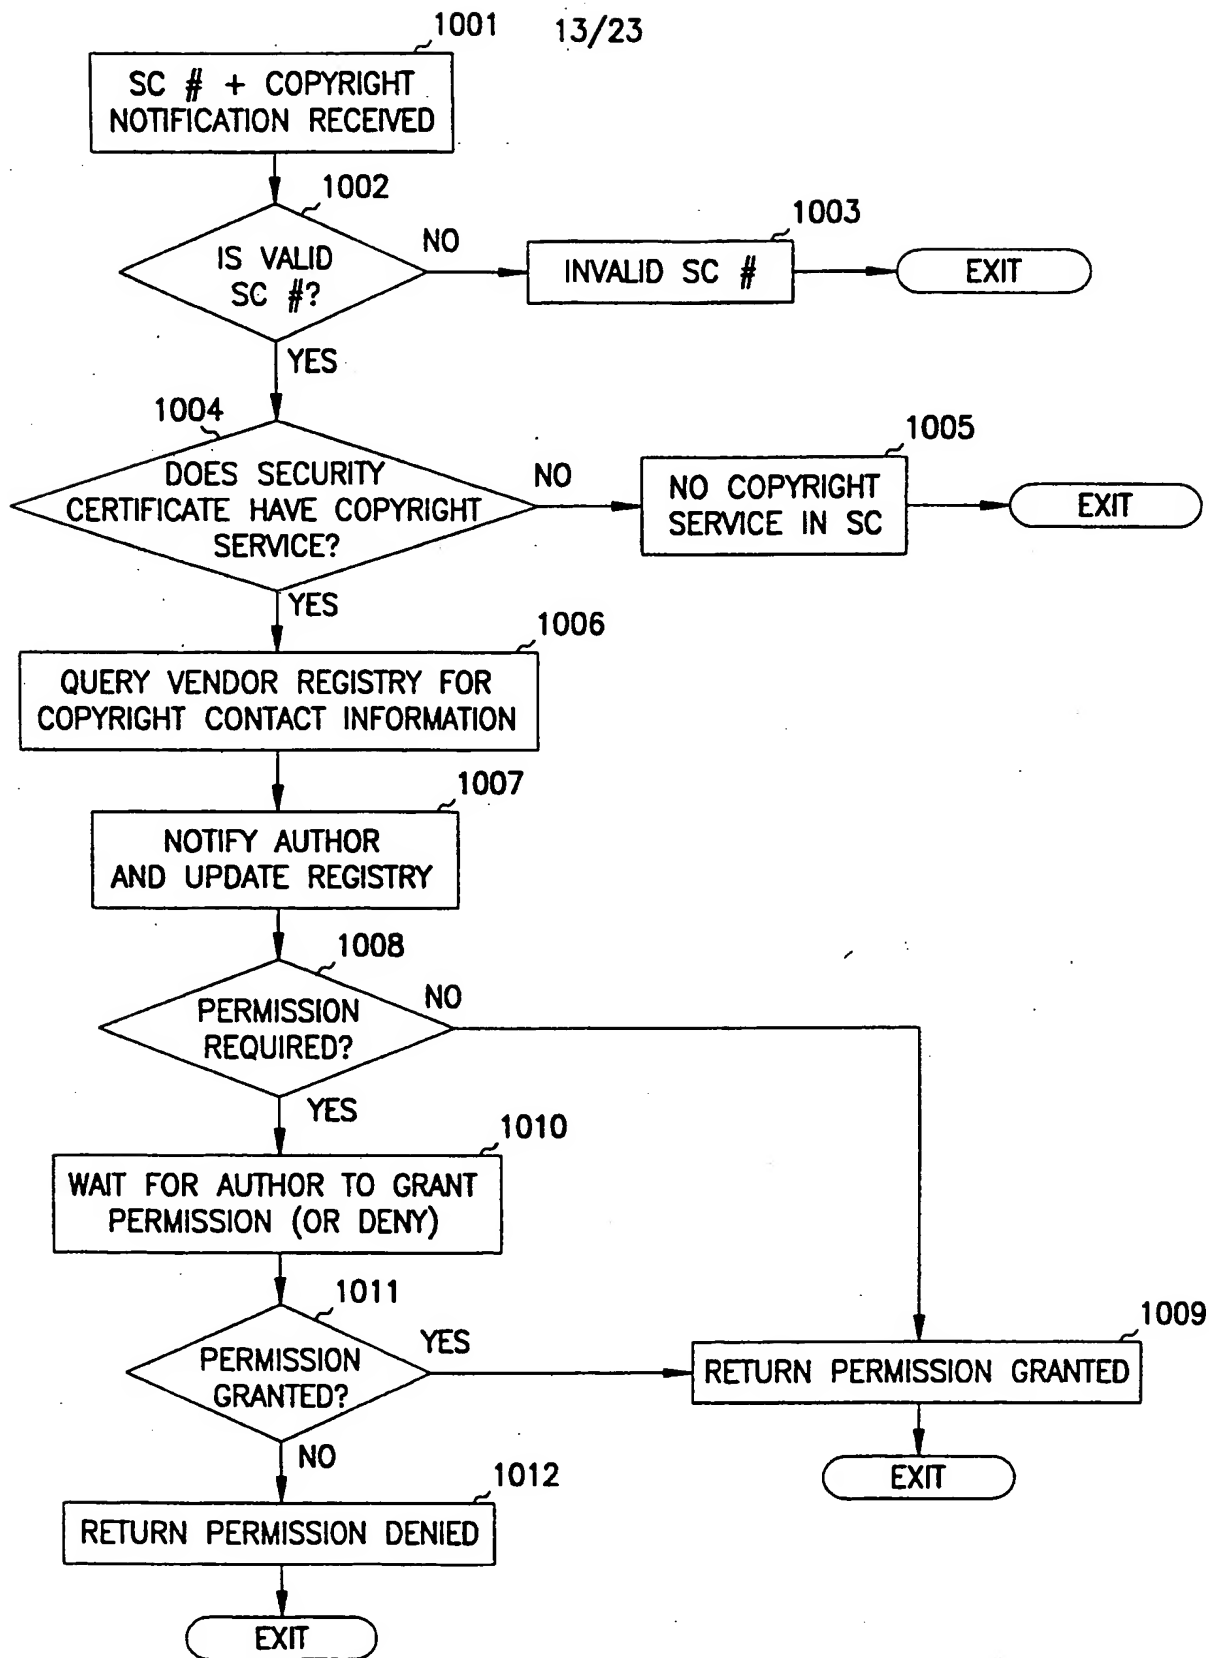 1001 13/23
SC # + COPYRIGHT
NOTIFICATION RECEIVED
1002
IS VALID
SC #?
NO
1003
INVALID SC #
EXIT
YES
1004
DOES SECURITY
CERTIFICATE HAVE COPYRIGHT
SERVICE?
NO
1005
NO COPYRIGHT
SERVICE IN SC
EXIT
YES
1006
QUERY VENDOR REGISTRY FOR
COPYRIGHT CONTACT INFORMATION
1007
NOTIFY AUTHOR
AND UPDATE REGISTRY
1008
PERMISSION
REQUIRED?
NO
YES
1010
WAIT FOR AUTHOR TO GRANT
PERMISSION (OR DENY)
1011
PERMISSION
GRANTED?
YES
1009
RETURN PERMISSION GRANTED
EXIT
NO
1012
RETURN PERMISSION DENIED
EXIT